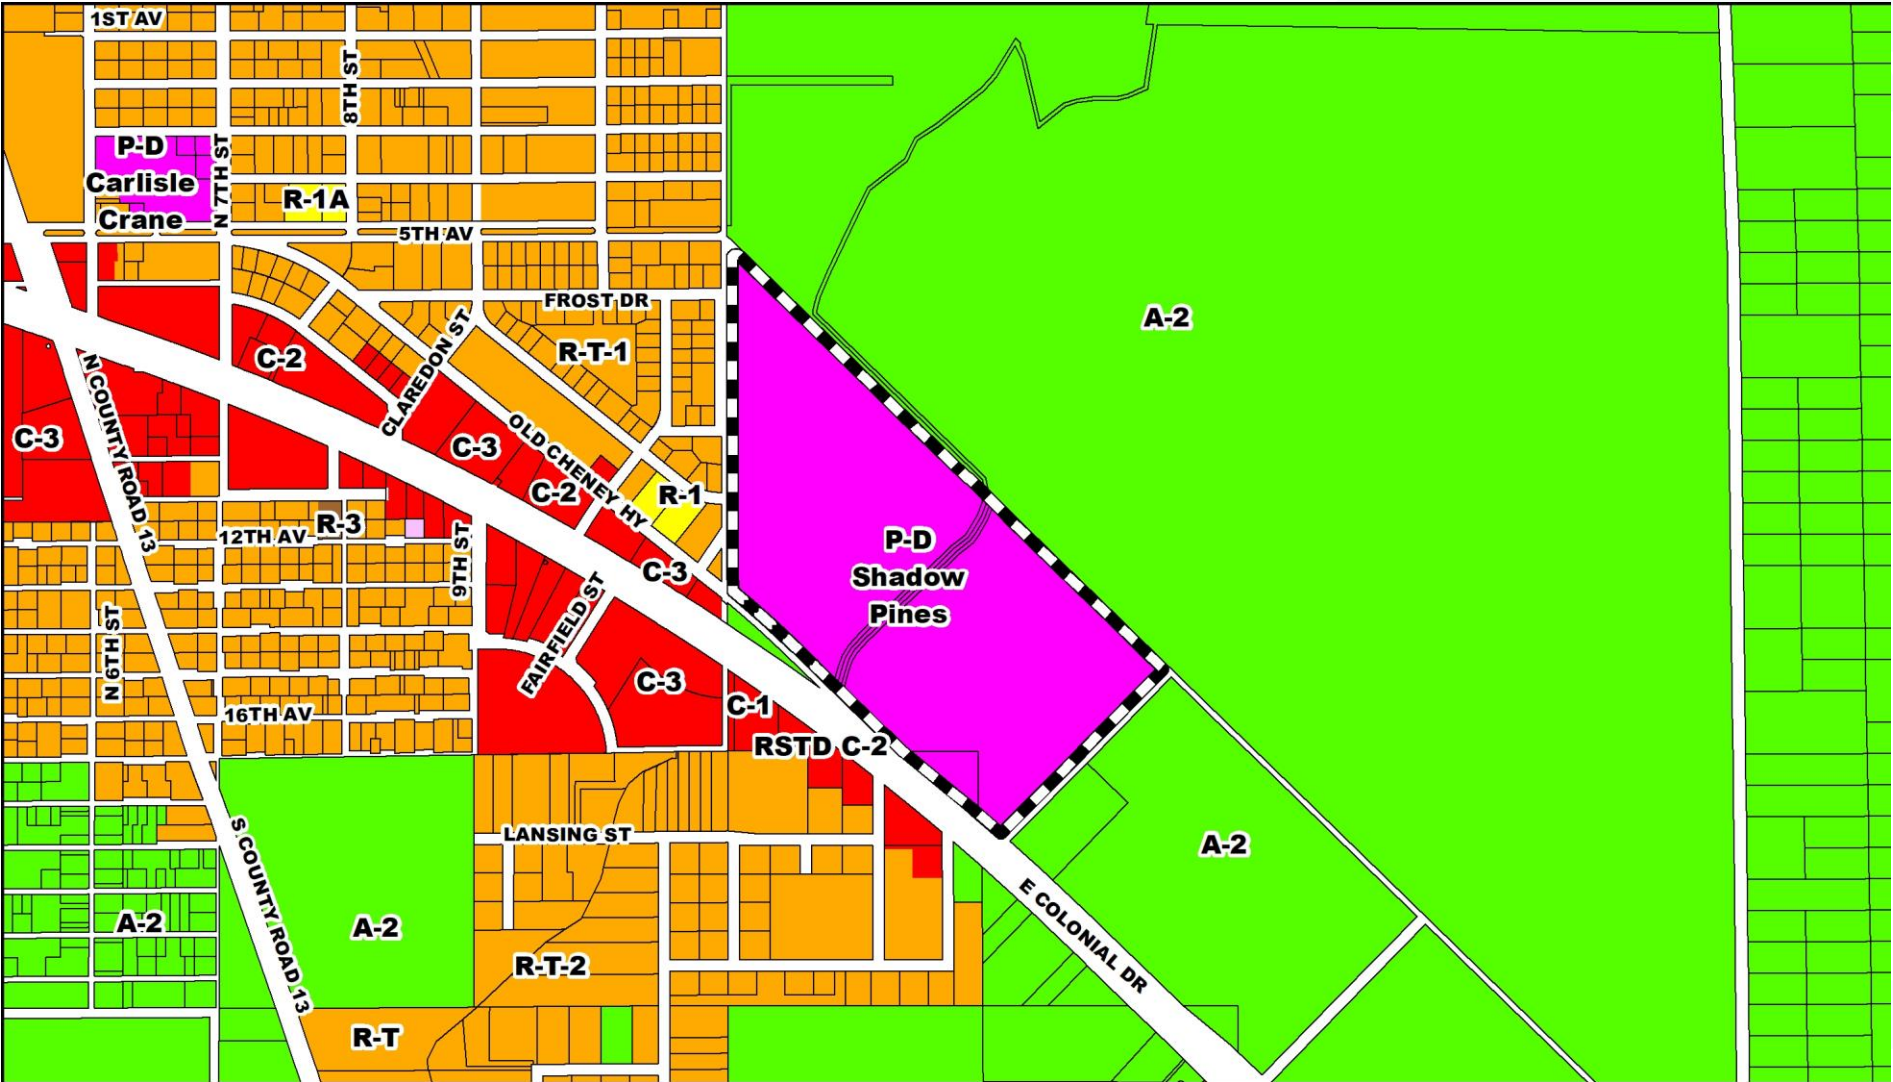 1ST AV
8TH ST
P-D
Carlisle
Crane
N 7TH ST
R-1A
5TH AV
FROST DR
A-2
C-2
CLAREDON ST
R-T-1
N COUNTY ROAD 13
C-3
C-3
OLD CHENEY HY
C-2
R-1
R-3
12TH AV
9TH ST
C-3
P-D
Shadow
Pines
FAIRFIELD ST
N 6TH ST
C-3
C-1
16TH AV
RSTD C-2
LANSING ST
A-2
S COUNTY ROAD 13
E COLONIAL DR
A-2
A-2
R-T-2
R-T